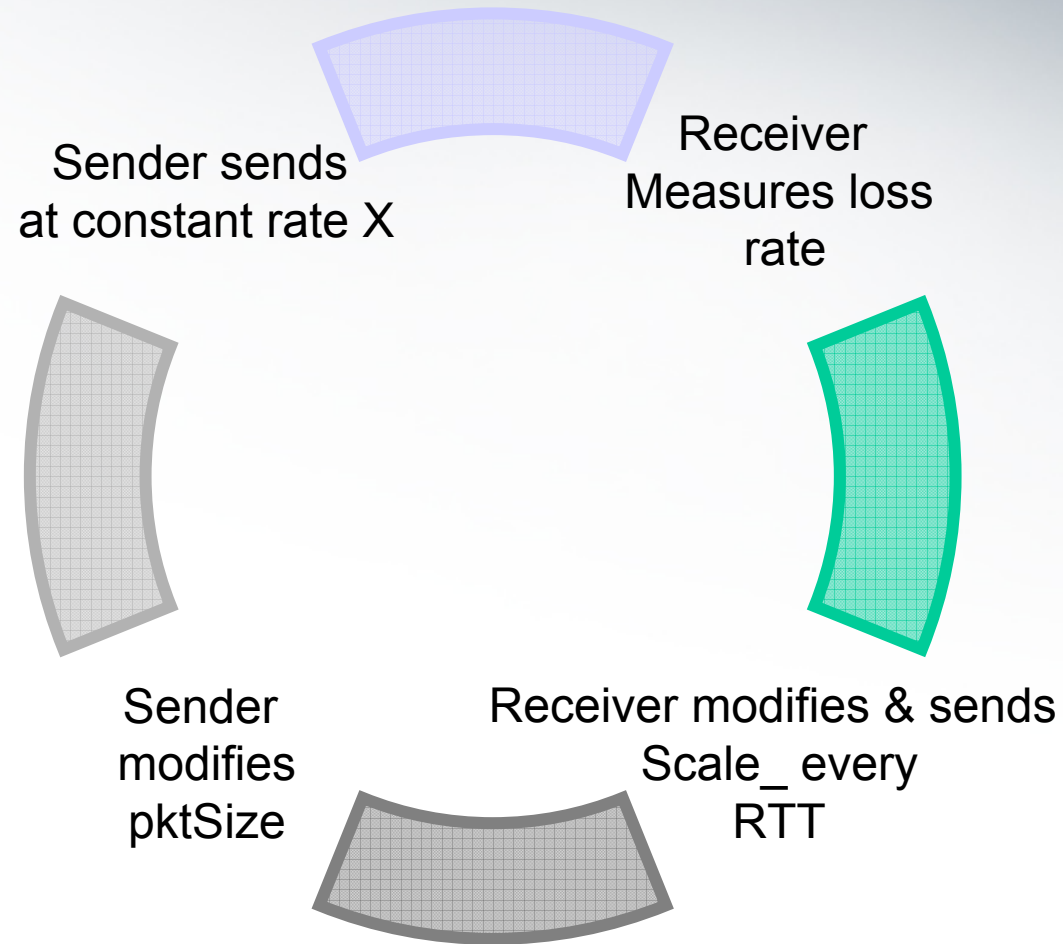 Sender sends
at constant rate X
Receiver
Measures loss
rate
Receiver modifies & sends
Scale_ every
RTT
Sender
modifies
pktSize